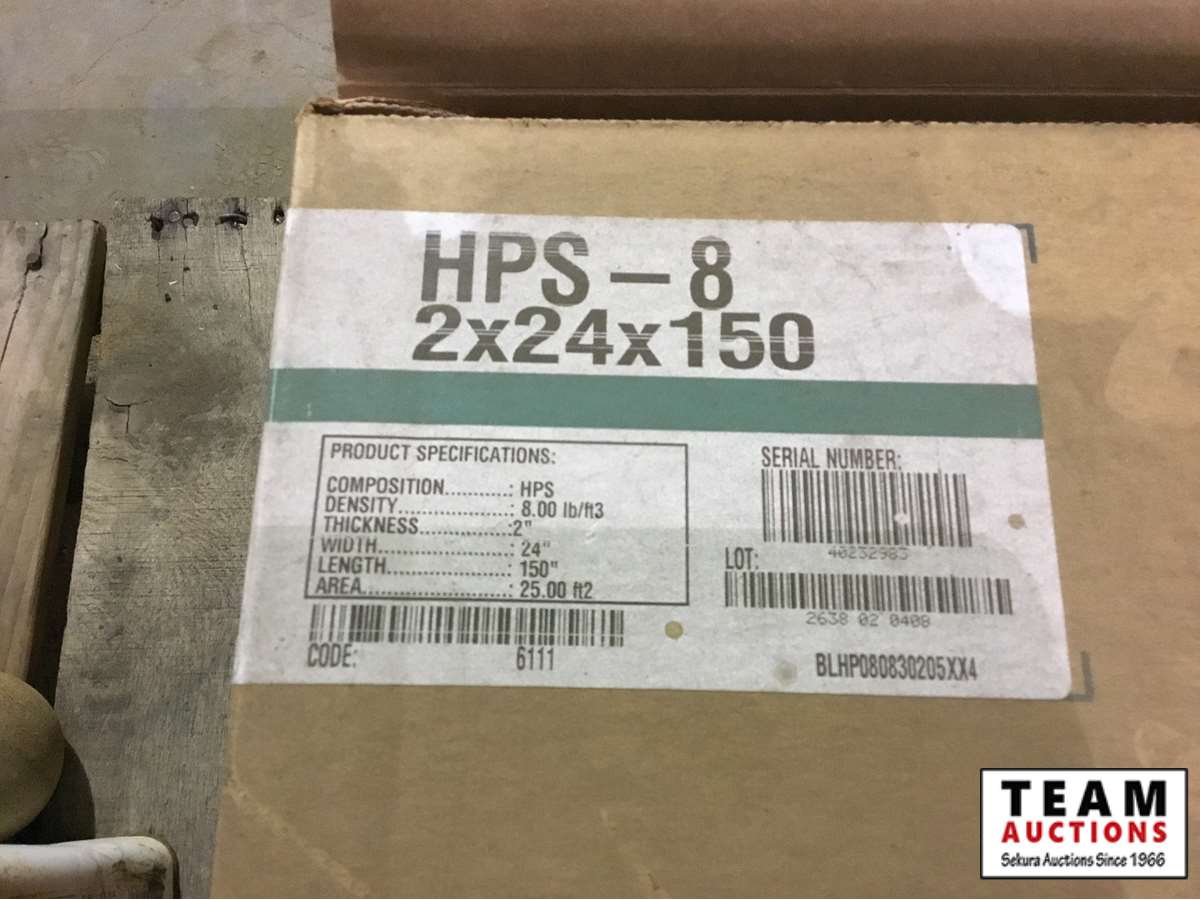 HPS – 8
2x24x150
PRODUCT SPECIFICATIONS:
COMPOSITION...........: HPS
DENSITY...................: 8.00 lb/ft3
THICKNESS...............:2"
WIDTH......................: 24"
LENGTH.....................: 150"
AREA.........................: 25.00 ft2
CODE: 6111
SERIAL NUMBER:
40232983
LOT:
2638 02 0408
BLHP080830205XX4
TEAM
AUCTIONS
Sekura Auctions Since 1966